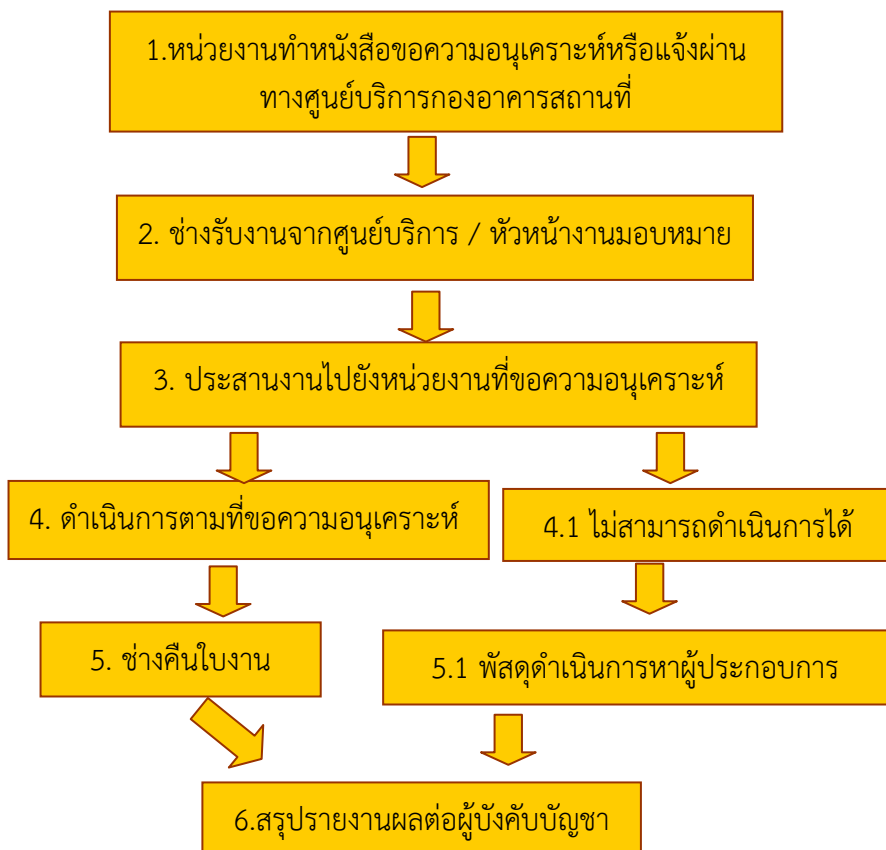 1.หน่วยงานทำหนังสือขอความอนุเคราะห์หรือแจ้งผ่าน
ทางศูนย์บริการกองอาคารสถานที่
2. ช่างรับงานจากศูนย์บริการ / หัวหน้างานมอบหมาย
3. ประสานงานไปยังหน่วยงานที่ขอความอนุเคราะห์
4. ดำเนินการตามที่ขอความอนุเคราะห์
4.1 ไม่สามารถดำเนินการได้
5. ช่างคืนใบงาน
5.1 พัสดุดำเนินการหาผู้ประกอบการ
6.สรุปรายงานผลต่อผู้บังคับบัญชา